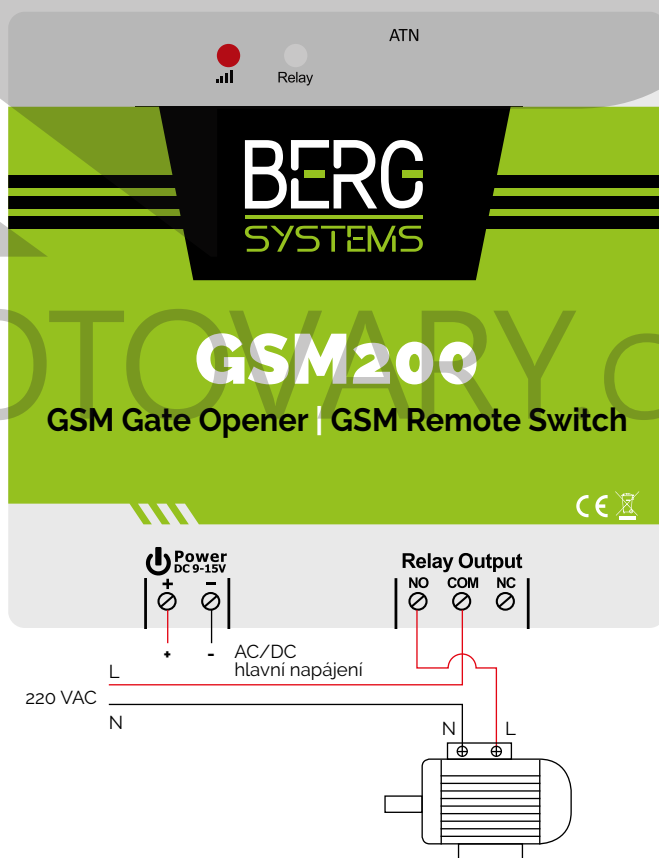 ATN
Relay
BERG
SYSTEMS
OTOVARY
GSM200
GSM Gate Opener | GSM Remote Switch
CE
Power
DC 9-15V
+ -
Relay Output
NO COM NC
+ -
AC/DC
hlavní napájení
L
220 VAC
N
N L